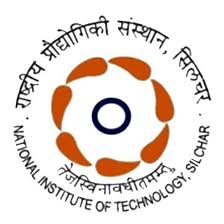 राष्ट्रीय प्रौद्योगिकी संस्थान, सिलचर
तेजस्विनावधीतमस्तु
NATIONAL INSTITUTE OF TECHNOLOGY, SILCHAR